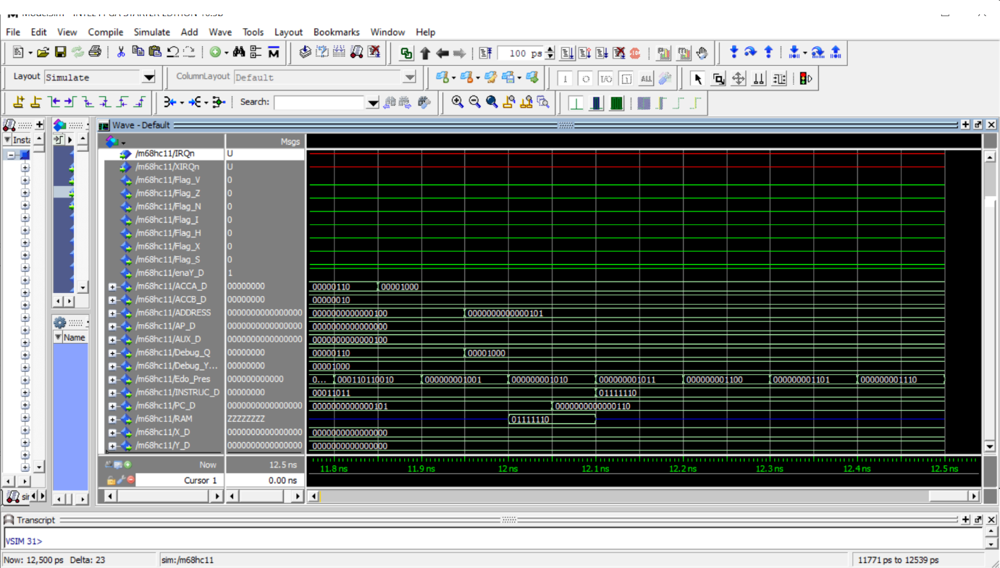 File Edit View Compile Simulate Add Wave Tools Layout Bookmarks Window Help
100 ps
Layout Simulate
ColumnLayout Default
I O I/O ALL
Search:
Wave - Default
Insta
Msgs
/m68hc11/IRQn U
/m68hc11/XIRQn U
/m68hc11/Flag_V 0
/m68hc11/Flag_Z 0
/m68hc11/Flag_N 0
/m68hc11/Flag_I 0
/m68hc11/Flag_H 0
/m68hc11/Flag_X 0
/m68hc11/Flag_S 0
/m68hc11/enaY_D 1
/m68hc11/ACCA_D 00000000 00000110 00001000
/m68hc11/ACCB_D 00000000 00000010
/m68hc11/ADDRESS 0000000000000000 0000000000000100 0000000000000101
/m68hc11/AP_D 0000000000000000 0000000000000000
/m68hc11/AUX_D 0000000000000000 0000000000000100
/m68hc11/Debug_Q 00000000 00000110 00001000
/m68hc11/Debug_Y... 00000000 00001000
/m68hc11/Edo_Pres 000000000000 0... 000110110010 000000001001 000000001010 000000001011 000000001100 000000001101 000000001110
/m68hc11/INSTRUC_D 00000000 00011011 01111110
/m68hc11/PC_D 0000000000000000 0000000000000101 0000000000000110
/m68hc11/RAM ZZZZZZZZ 01111110
/m68hc11/X_D 0000000000000000 0000000000000000
/m68hc11/Y_D 0000000000000000 0000000000000000
Name
Now 12.5 ns
11.8 ns 11.9 ns 12 ns 12.1 ns 12.2 ns 12.3 ns 12.4 ns 12.5 ns
Cursor 1 0.00 ns
sim
Transcript
VSIM 31>
Now: 12,500 ps Delta: 23 sim:/m68hc11 11771 ps to 12539 ps